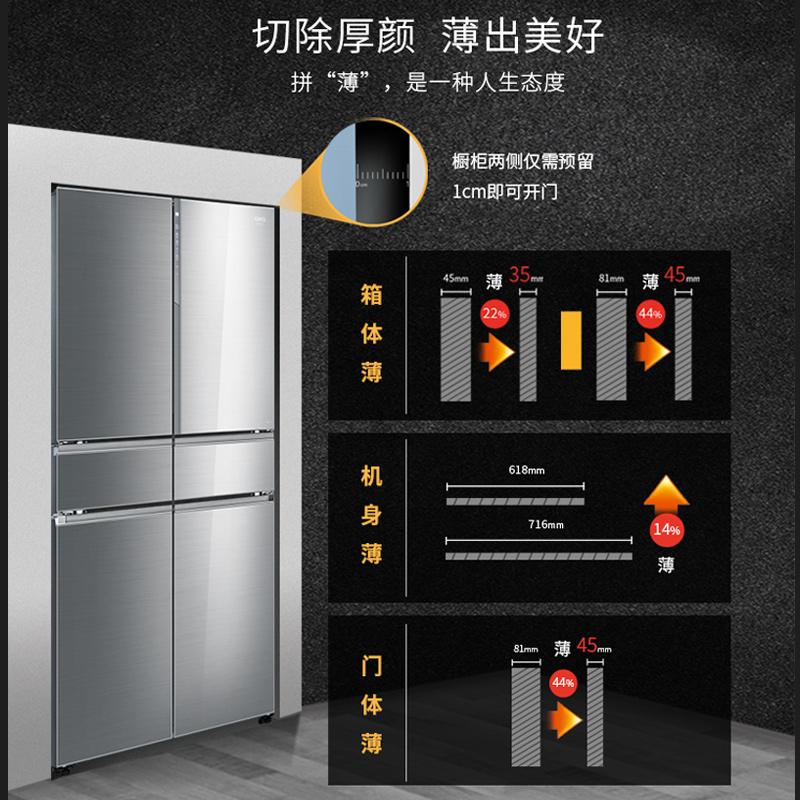 切除厚颜 薄出美好
拼“薄”，是一种人生态度
橱柜两侧仅需预留
1cm即可开门
0cm 1
箱体薄
45mm 薄 35mm 81mm 薄 45mm
22% 44%
机身薄
618mm
716mm
14%
薄
门体薄
81mm 薄 45mm
44%